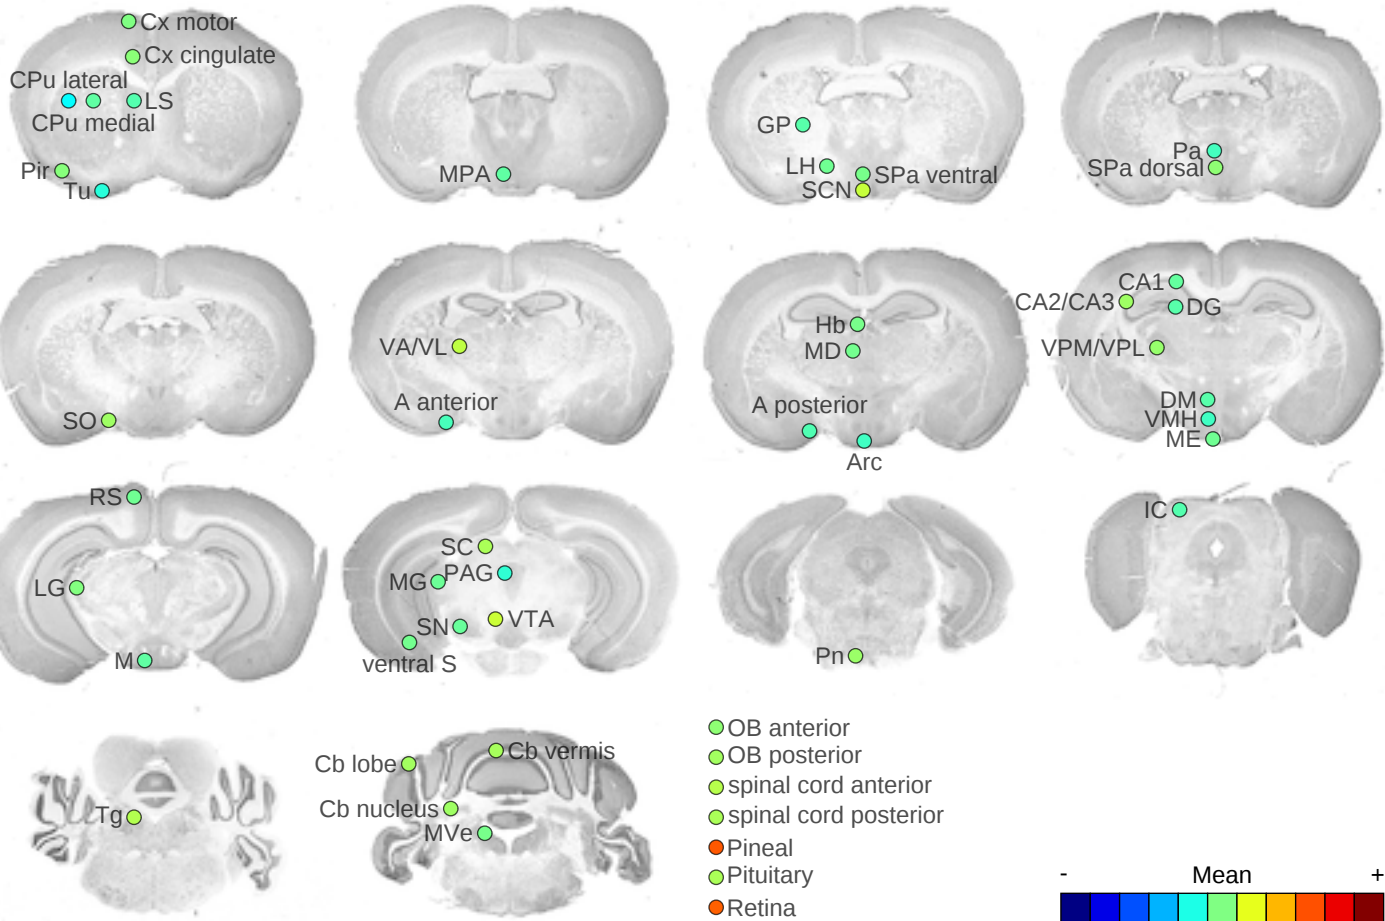 Cx motor
Cx cingulate
CPu lateral
LS
CPu medial
Pir
Tu
MPA
GP
LH
SPa ventral
SCN
Pa
SPa dorsal
SO
VA/VL
A anterior
Hb
MD
A posterior
Arc
CA1
CA2/CA3
DG
VPM/VPL
DM
VMH
ME
RS
LG
M
SC
MG
PAG
SN
VTA
ventral S
Pn
IC
Tg
Cb lobe
Cb vermis
Cb nucleus
MVe
OB anterior
OB posterior
spinal cord anterior
spinal cord posterior
Pineal
Pituitary
Retina
- Mean +